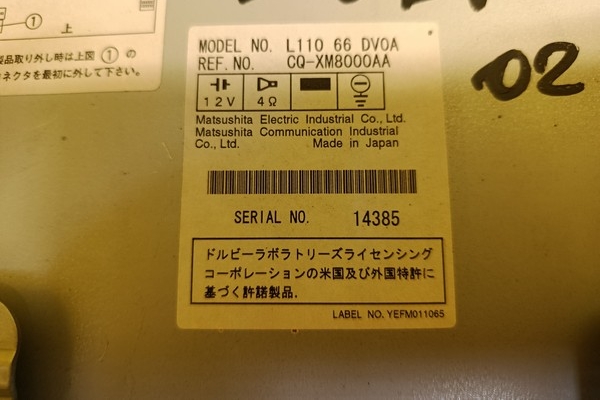 ① 上
製品取り外し時は上図①の
コネクタを最初に外して下さい。
02
MODEL NO. L110 66 DV0A
REF. NO. CQ-XM8000AA
12V 4Ω
Matsushita Electric Industrial Co., Ltd.
Matsushita Communication Industrial
Co., Ltd. Made in Japan
SERIAL NO. 14385
ドルビーラボラトリーズライセンシング
コーポレーションの米国及び外国特許に
基づく許諾製品.
LABEL NO. YEFM011065